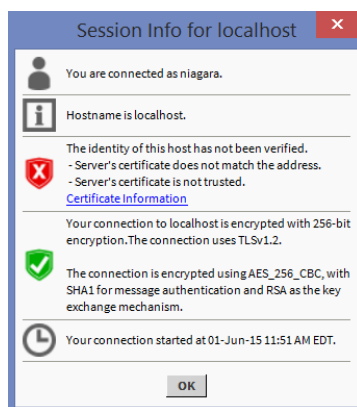 Session Info for localhost
x
You are connected as niagara.
i
Hostname is localhost.
The identity of this host has not been verified.
- Server's certificate does not match the address.
- Server's certificate is not trusted.
Certificate Information
X
Your connection to localhost is encrypted with 256-bit
encryption.The connection uses TLSv1.2.
The connection is encrypted using AES_256_CBC, with
SHA1 for message authentication and RSA as the key
exchange mechanism.
Your connection started at 01-Jun-15 11:51 AM EDT.
OK